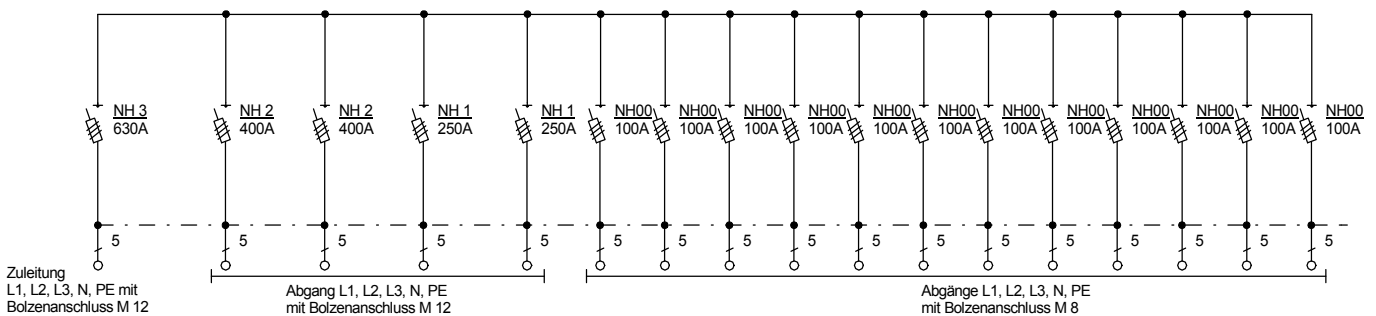 NH 3 NH 2 NH 2 NH 1 NH 1 NH00 NH00 NH00 NH00 NH00 NH00 NH00 NH00 NH00 NH00 NH00 NH00
630A 400A 400A 250A 250A 100A 100A 100A 100A 100A 100A 100A 100A 100A 100A 100A 100A
5 5 5 5 5 5 5 5 5 5 5 5 5 5 5 5 5
Zuleitung
L1, L2, L3, N, PE mit
Bolzenanschluss M 12
Abgang L1, L2, L3, N, PE
mit Bolzenanschluss M 12
Abgänge L1, L2, L3, N, PE
mit Bolzenanschluss M 8